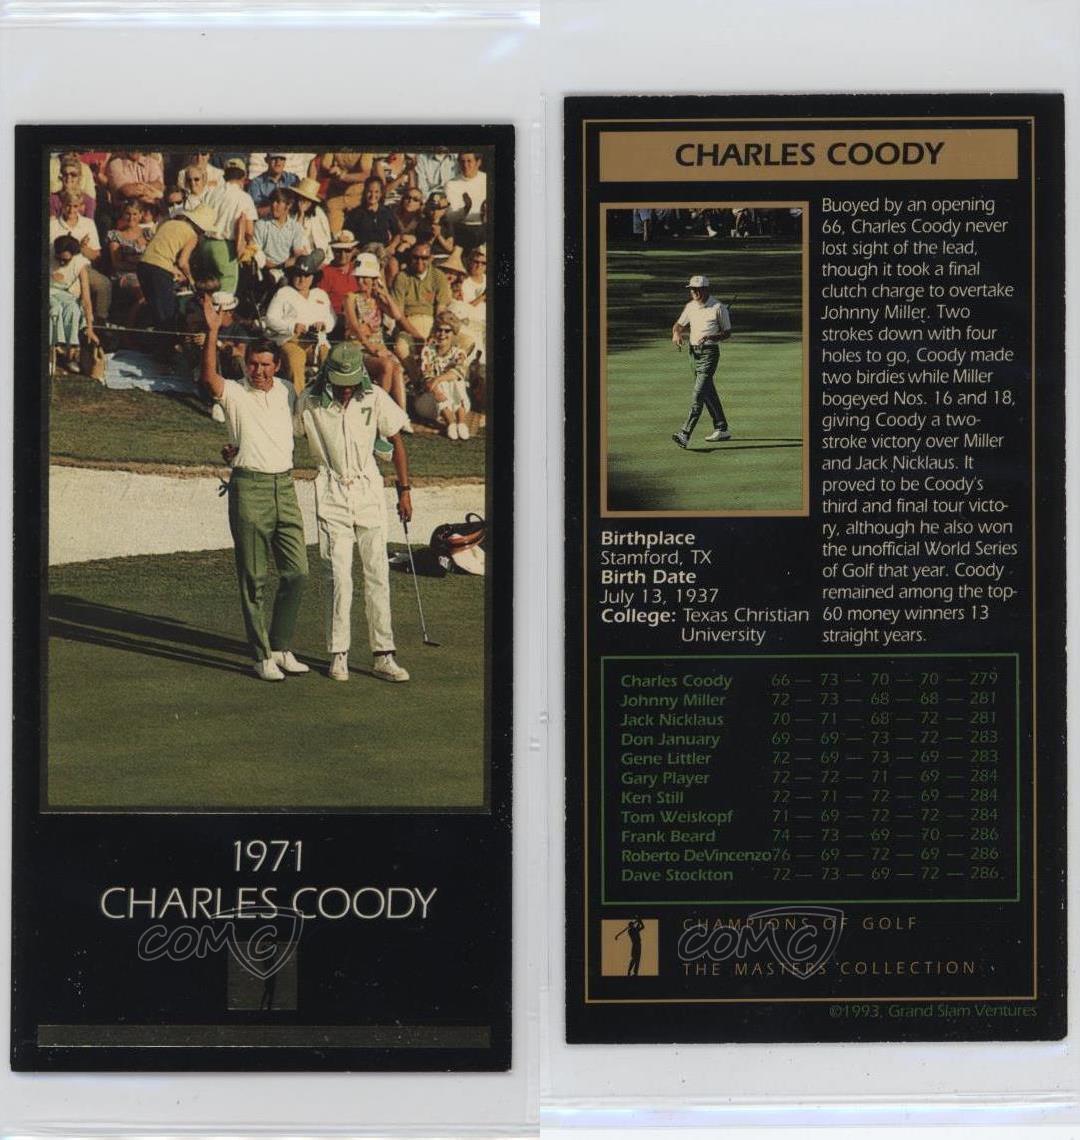 7
1971
CHARLES COODY
COMC
CHARLES COODY
Buoyed by an opening
66, Charles Coody never
lost sight of the lead,
though it took a final
clutch charge to overtake
Johnny Miller. Two
strokes down with four
holes to go, Coody made
two birdies while Miller
bogeyed Nos. 16 and 18,
giving Coody a two-
stroke victory over Miller
and Jack Nicklaus. It
proved to be Coody's
third and final tour victo-
ry, although he also won
the unofficial World Series
of Golf that year. Coody
remained among the top-
60 money winners 13
straight years.
Birthplace
Stamford, TX
Birth Date
July 13, 1937
College: Texas Christian
University
Charles Coody 66 — 73 — 70 — 70 — 279
Johnny Miller 72 — 73 — 68 — 68 — 281
Jack Nicklaus 70 — 71 — 68 — 72 — 281
Don January 69 — 69 — 73 — 72 — 283
Gene Littler 72 — 69 — 73 — 69 — 283
Gary Player 72 — 72 — 71 — 69 — 284
Ken Still 72 — 71 — 72 — 69 — 284
Tom Weiskopf 71 — 69 — 72 — 72 — 284
Frank Beard 74 — 73 — 69 — 70 — 286
Roberto DeVincenzo 76 — 69 — 72 — 69 — 286
Dave Stockton 72 — 73 — 69 — 72 — 286
CHAMPIONS OF GOLF
COMC
THE MASTERS COLLECTION
©1993, Grand Slam Ventures